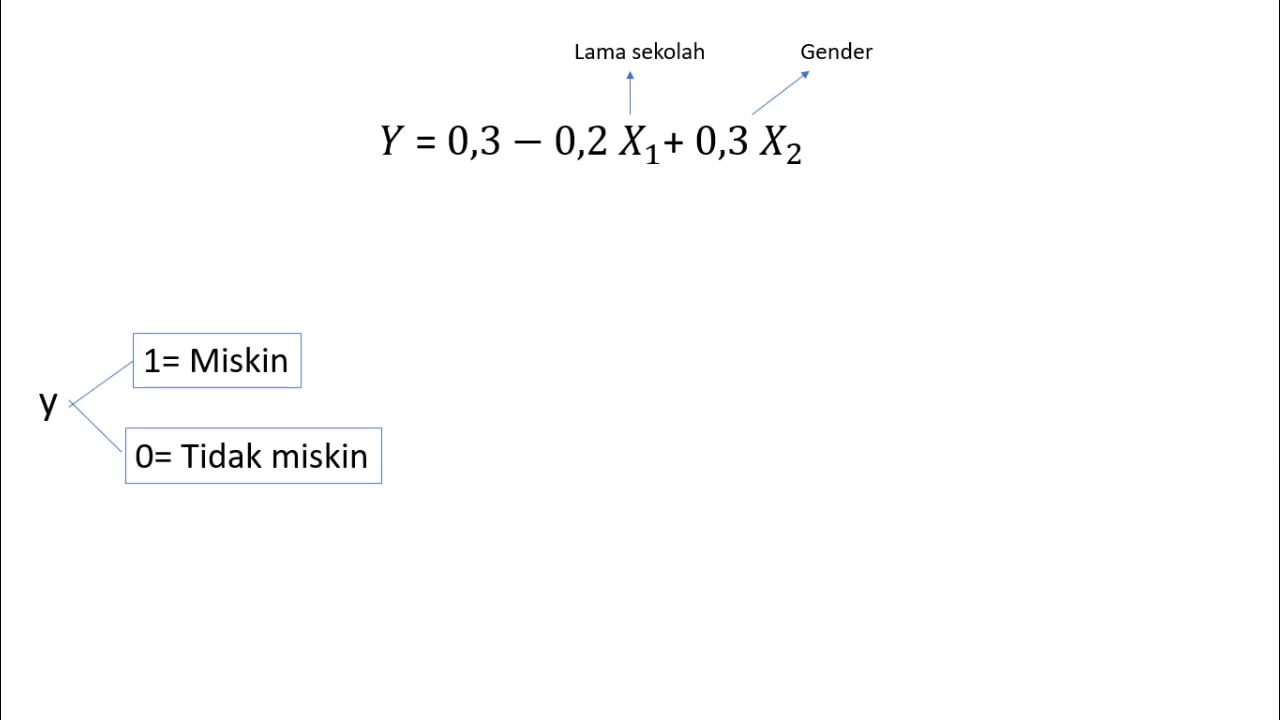 Lama sekolah
Gender
Y = 0,3 − 0,2 X₁+ 0,3 X₂
1= Miskin
y
0= Tidak miskin